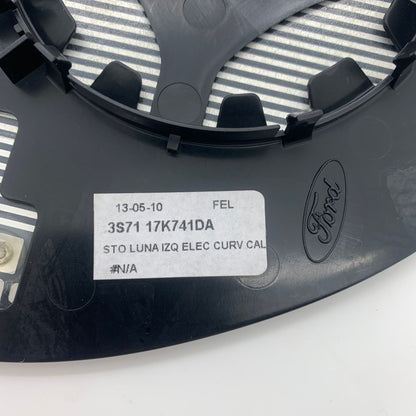 13-05-10 FEL
3S71 17K741DA
STO LUNA IZQ ELEC CURV CAL
#N/A
Ford